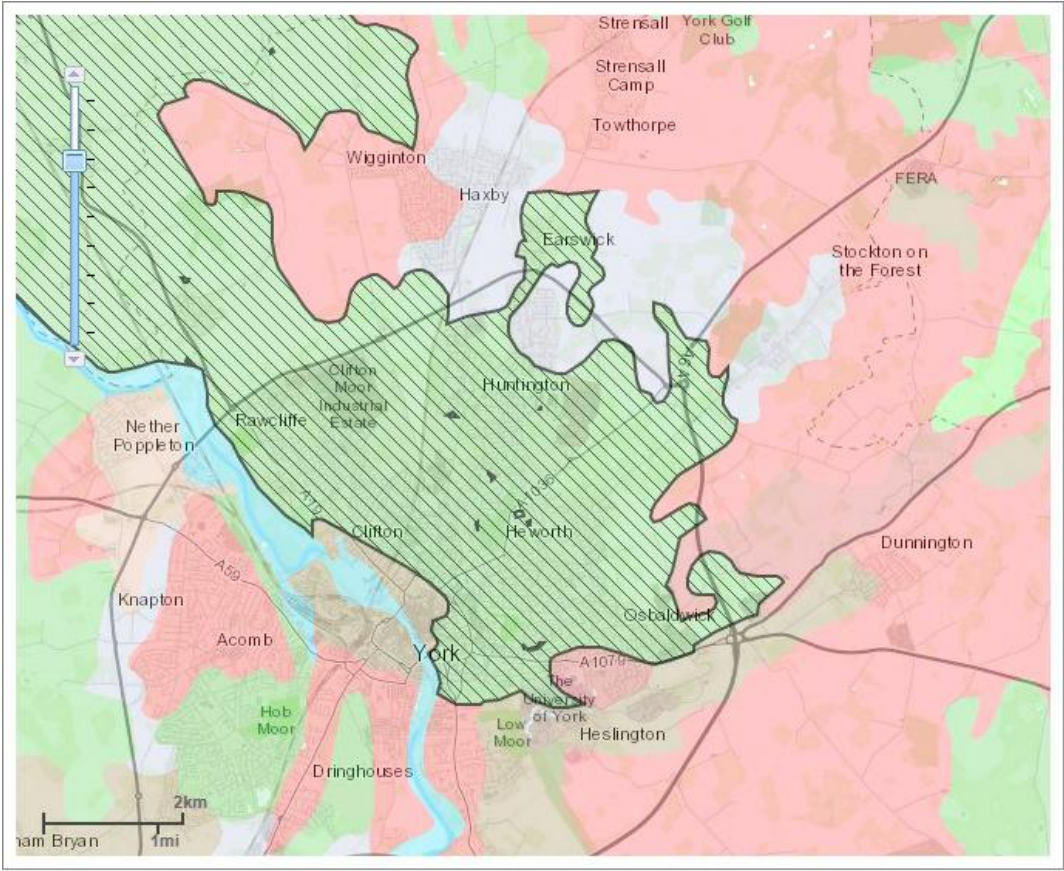 Strensall
York Golf
Club
Strensall
Camp
Towthorpe
Wigginton
FERA
Haxby
Earswick
Stockton on
the Forest
A64
Clifton
Moor
Industrial
Estate
Huntington
Rawcliffe
Nether
Poppleton
A19
A1036
Clifton
Heworth
Dunnington
A59
Knapton
Osbaldwick
Acomb
York
A1079
The
University
of York
Hob
Moor
Low
Moor
Heslington
Dringhouses
2km
1mi
ham Bryan